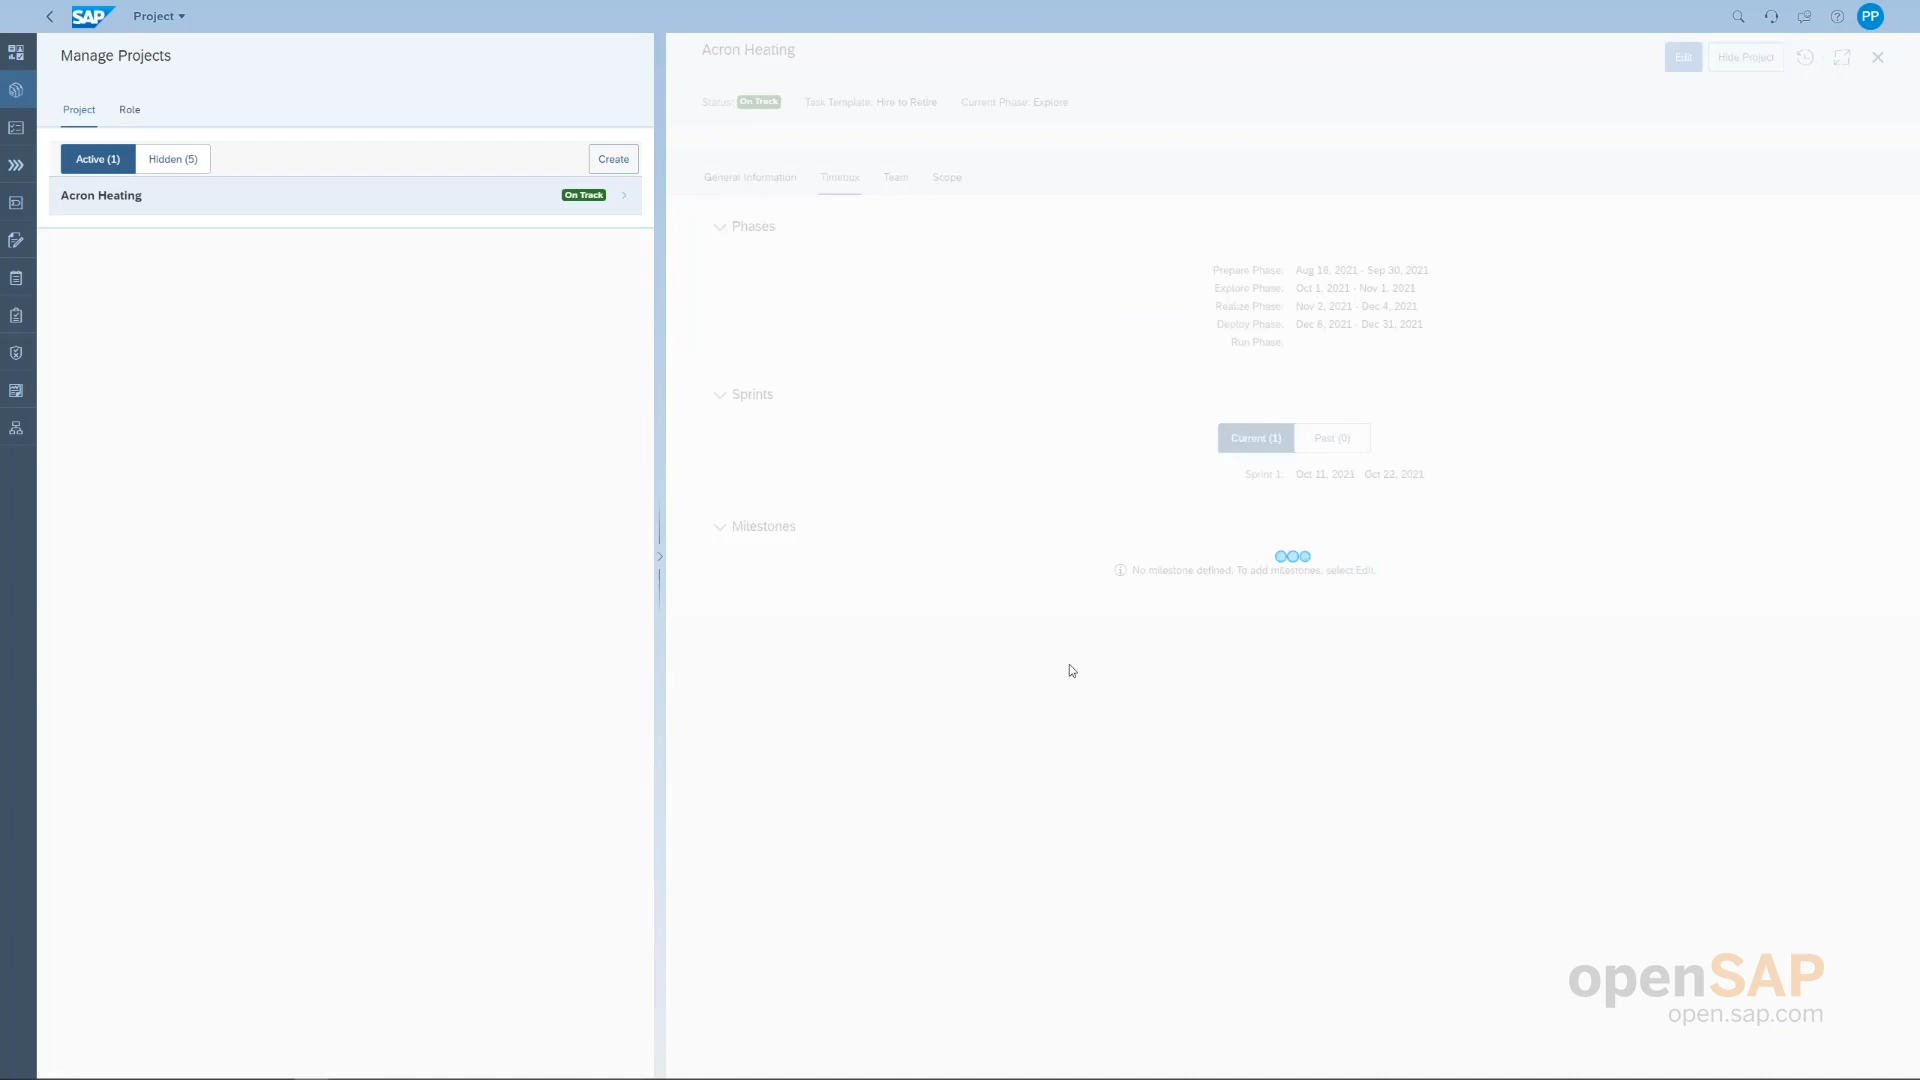 SAP Project
PP
Manage Projects
Project Role
Active (1) Hidden (5) Create
Acron Heating On Track
Acron Heating
Edit Hide Project
Status: On Track Task Template: Hire to Retire Current Phase: Explore
General Information Timebox Team Scope
Phases
Prepare Phase: Aug 18, 2021 - Sep 30, 2021
Explore Phase: Oct 1, 2021 - Nov 1, 2021
Realize Phase: Nov 2, 2021 - Dec 4, 2021
Deploy Phase: Dec 6, 2021 - Dec 31, 2021
Run Phase:
Sprints
Current (1) Past (0)
Sprint 1: Oct 11, 2021 Oct 22, 2021
Milestones
No milestone defined. To add milestones, select Edit.
openSAP
open.sap.com